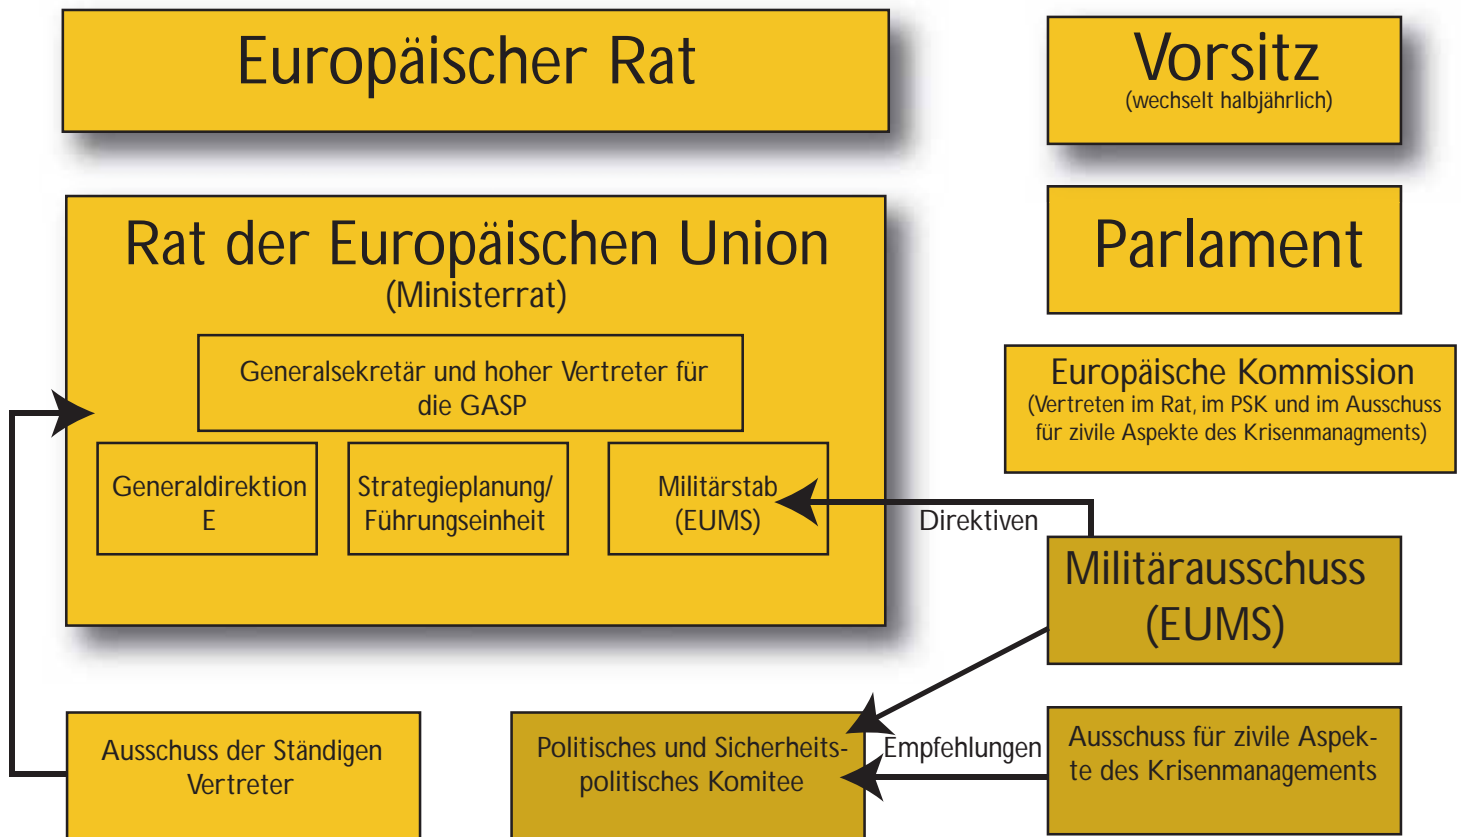 Europäischer Rat
Vorsitz
(wechselt halbjährlich)
Rat der Europäischen Union
(Ministerrat)
Generalsekretär und hoher Vertreter für
die GASP
Generaldirektion
E
Strategieplanung/
Führungseinheit
Militärstab
(EUMS)
Parlament
Europäische Kommission
(Vertreten im Rat, im PSK und im Ausschuss
für zivile Aspekte des Krisenmanagments)
Direktiven
Militärausschuss
(EUMS)
Ausschuss der Ständigen
Vertreter
Politisches und Sicherheits-
politisches Komitee
Empfehlungen
Ausschuss für zivile Aspek-
te des Krisenmanagements